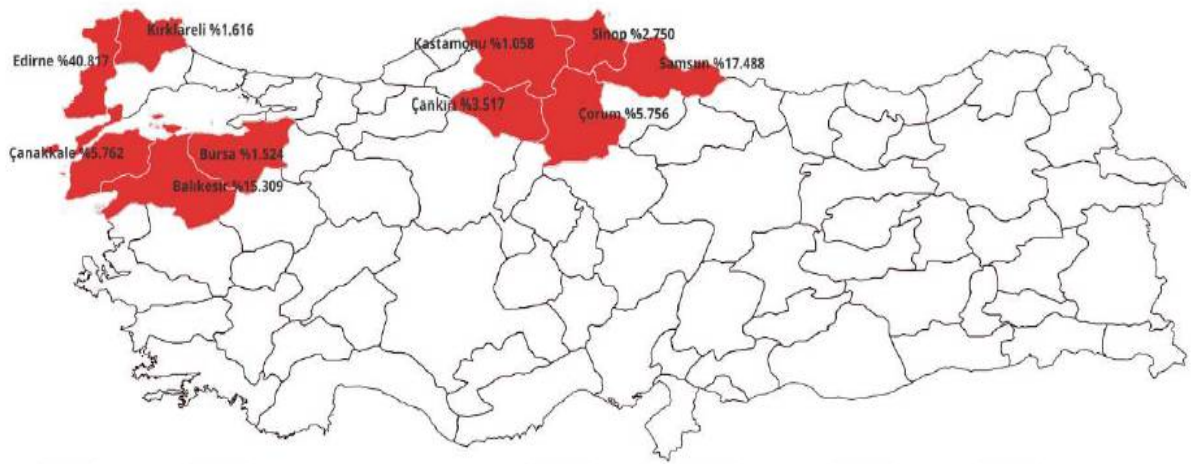 Kırklareli %1.616
Edirne %40.817
Kastamonu %1.058
Sinop %2.750
Samsun %17.488
Çankırı %3.517
Çorum %5.756
Çanakkale %5.762
Bursa %1.524
Balıkesir %15.309